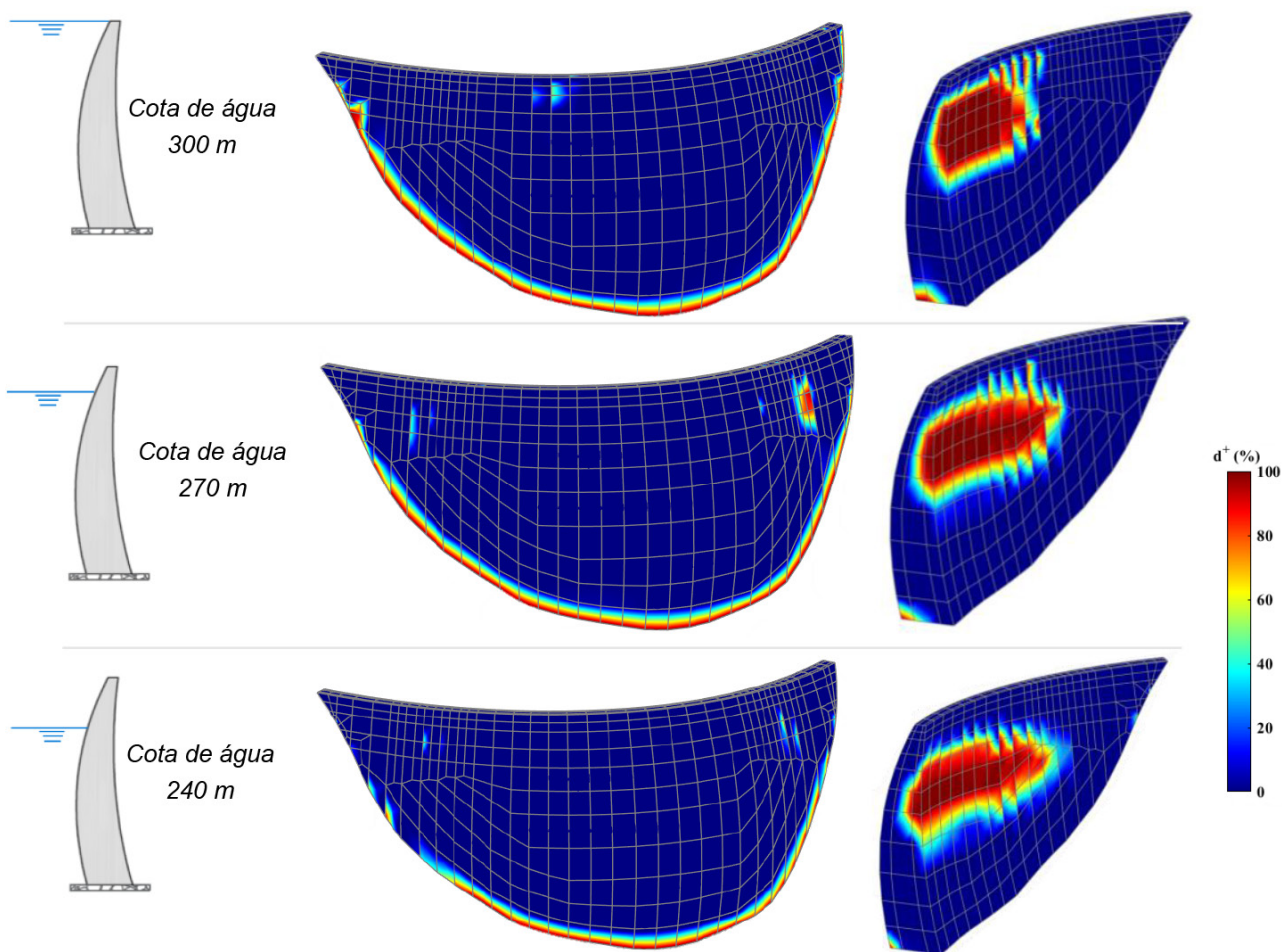 Cota de água
300 m
Cota de água
270 m
d⁺ (%)
100
80
60
40
20
0
Cota de água
240 m